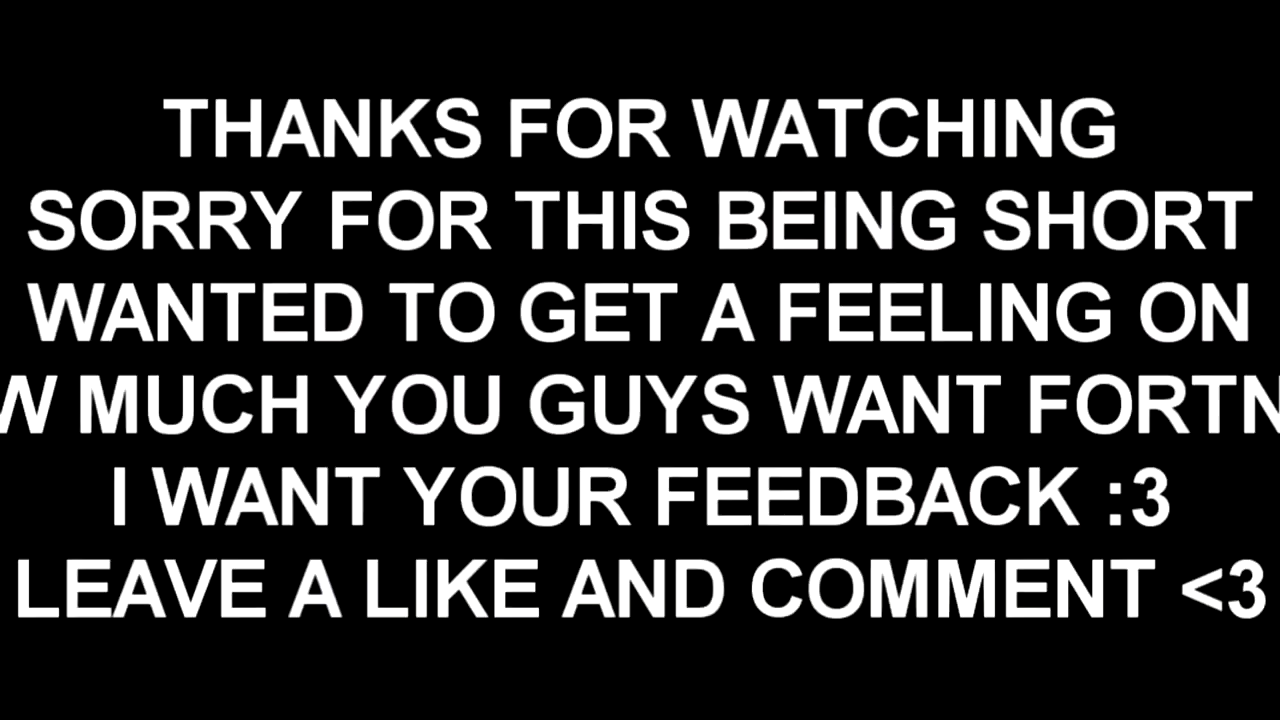 THANKS FOR WATCHING
SORRY FOR THIS BEING SHORT
WANTED TO GET A FEELING ON
W MUCH YOU GUYS WANT FORTN
I WANT YOUR FEEDBACK :3
LEAVE A LIKE AND COMMENT <3